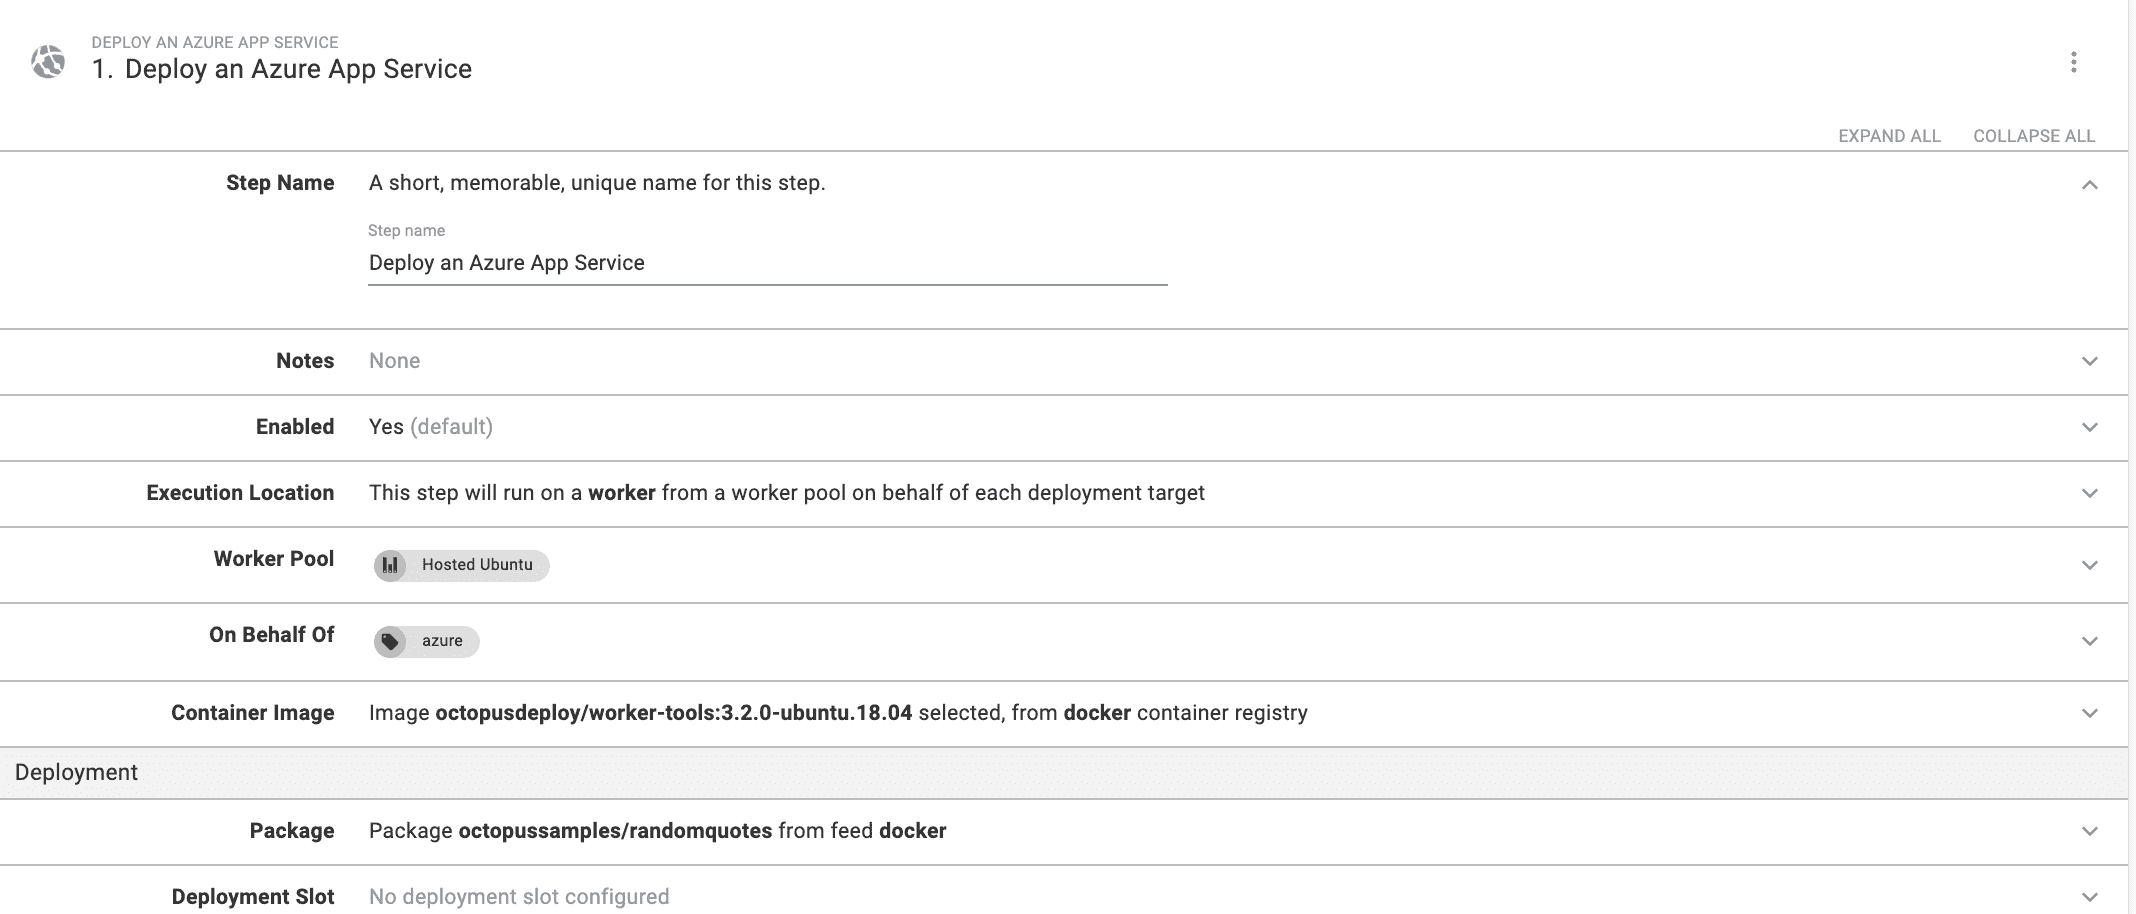 DEPLOY AN AZURE APP SERVICE
1. Deploy an Azure App Service
EXPAND ALL COLLAPSE ALL
Step Name A short, memorable, unique name for this step.
Step name
Deploy an Azure App Service
Notes None
Enabled Yes (default)
Execution Location This step will run on a worker from a worker pool on behalf of each deployment target
Worker Pool Hosted Ubuntu
On Behalf Of azure
Container Image Image octopusdeploy/worker-tools:3.2.0-ubuntu.18.04 selected, from docker container registry
Deployment
Package Package octopussamples/randomquotes from feed docker
Deployment Slot No deployment slot configured